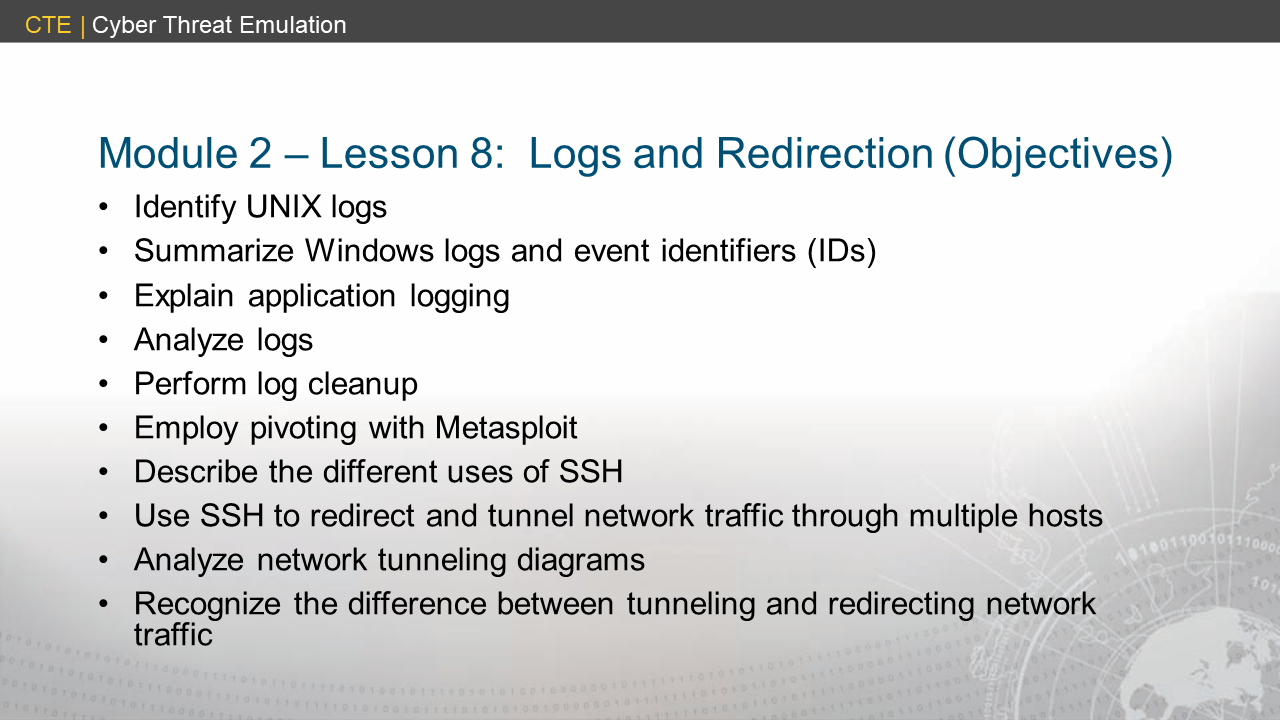 CTE | Cyber Threat Emulation
Module 2 – Lesson 8:  Logs and Redirection (Objectives)
• Identify UNIX logs
• Summarize Windows logs and event identifiers (IDs)
• Explain application logging
• Analyze logs
• Perform log cleanup
• Employ pivoting with Metasploit
• Describe the different uses of SSH
• Use SSH to redirect and tunnel network traffic through multiple hosts
• Analyze network tunneling diagrams
• Recognize the difference between tunneling and redirecting network
traffic